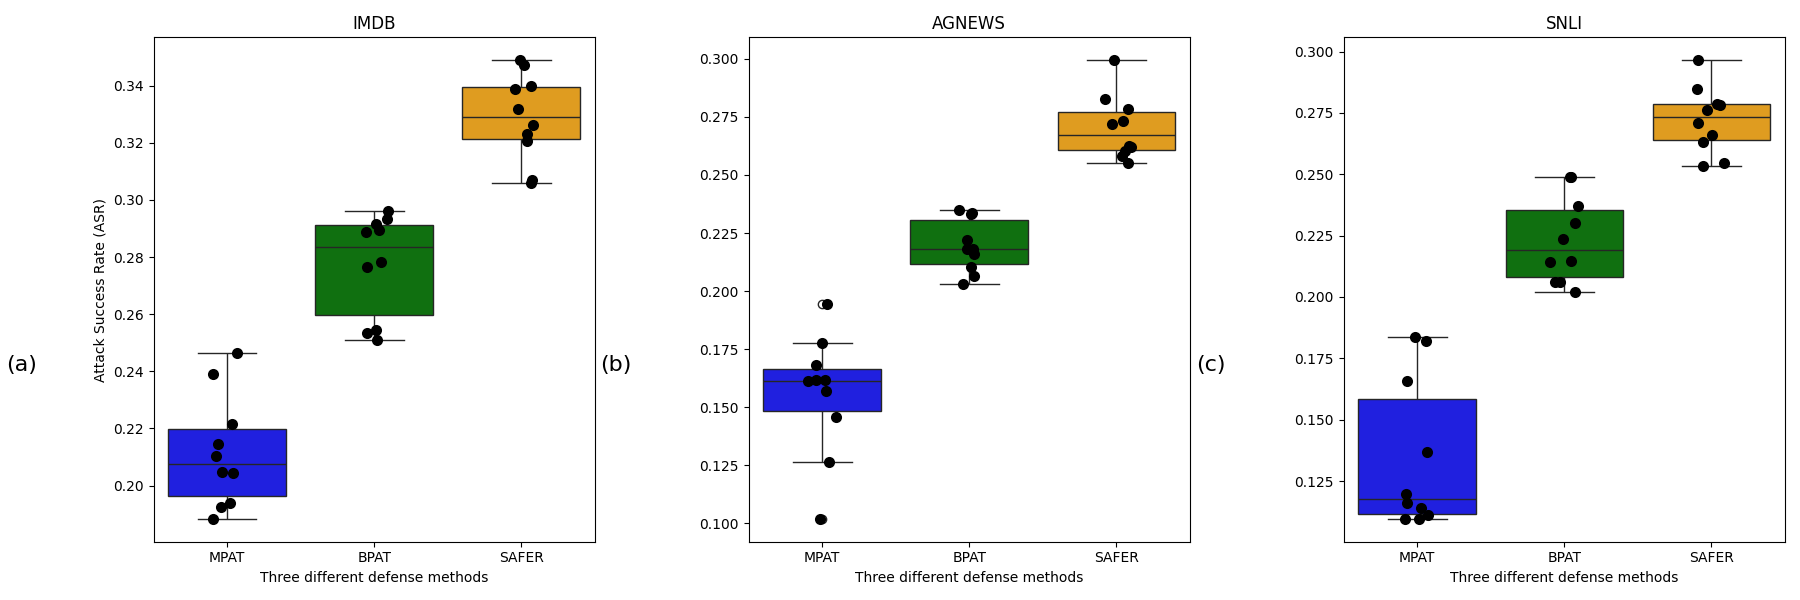 IMDB
AGNEWS
SNLI
(a)
Attack Success Rate (ASR)
0.34
0.32
0.30
0.28
0.26
0.24
0.22
0.20
MPAT
BPAT
SAFER
Three different defense methods
(b)
0.300
0.275
0.250
0.225
0.200
0.175
0.150
0.125
0.100
MPAT
BPAT
SAFER
Three different defense methods
(c)
0.300
0.275
0.250
0.225
0.200
0.175
0.150
0.125
MPAT
BPAT
SAFER
Three different defense methods